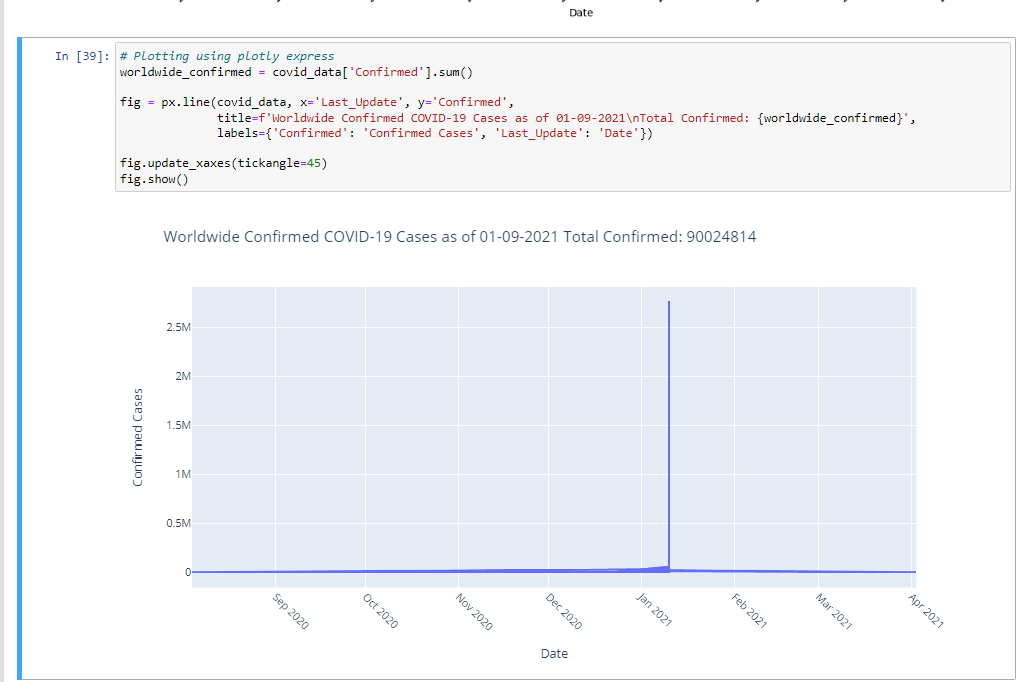 Date
In [39]:
# Plotting using plotly express
worldwide_confirmed = covid_data['Confirmed'].sum()
fig = px.line(covid_data, x='Last_Update', y='Confirmed',
title=f'Worldwide Confirmed COVID-19 Cases as of 01-09-2021\nTotal Confirmed: {worldwide_confirmed}',
labels={'Confirmed': 'Confirmed Cases', 'Last_Update': 'Date'})
fig.update_xaxes(tickangle=45)
fig.show()
Worldwide Confirmed COVID-19 Cases as of 01-09-2021 Total Confirmed: 90024814
Confirmed Cases
2.5M
2M
1.5M
1M
0.5M
0
Sep 2020
Oct 2020
Nov 2020
Dec 2020
Jan 2021
Feb 2021
Mar 2021
Apr 2021
Date